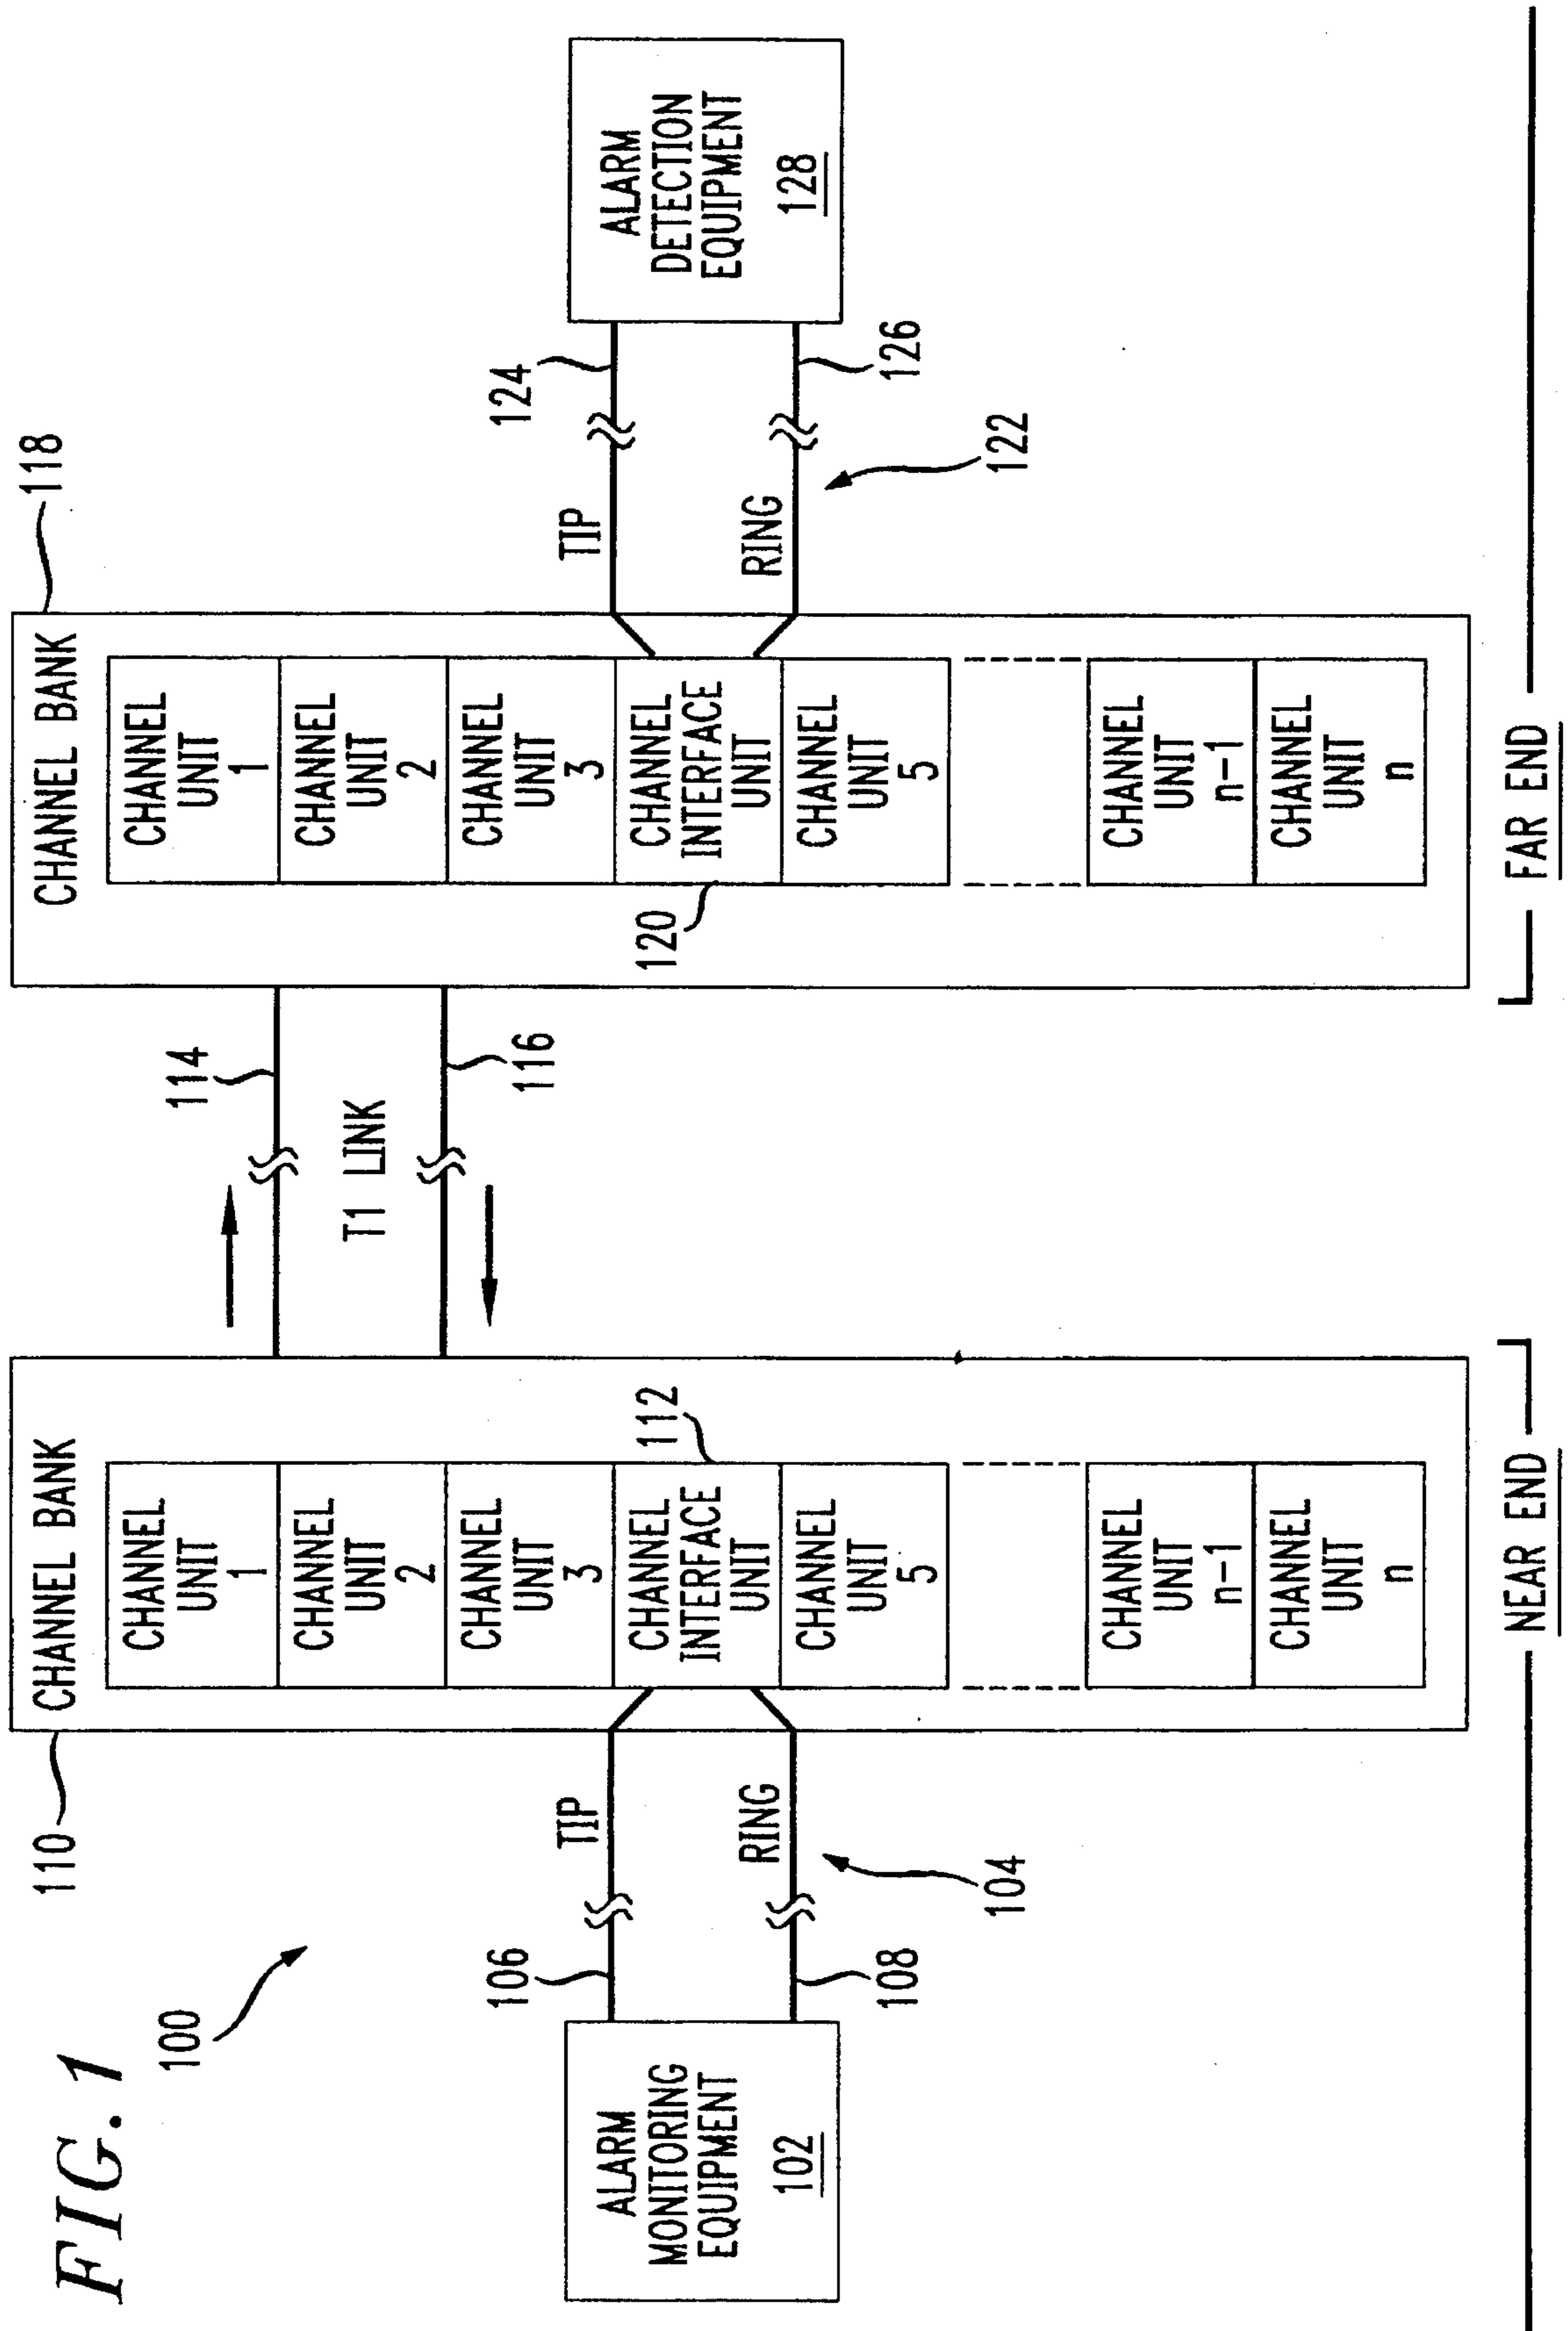 FIG. 1
100
110
CHANNEL BANK
CHANNEL
UNIT
1
CHANNEL
UNIT
2
CHANNEL
UNIT
3
CHANNEL
INTERFACE
UNIT
112
CHANNEL
UNIT
5
CHANNEL
UNIT
n-1
CHANNEL
UNIT
n
ALARM
MONITORING
EQUIPMENT
102
106
TIP
RING
108
104
NEAR END
114
T1 LINK
116
118
CHANNEL BANK
CHANNEL
UNIT
1
CHANNEL
UNIT
2
CHANNEL
UNIT
3
120
CHANNEL
INTERFACE
UNIT
CHANNEL
UNIT
5
CHANNEL
UNIT
n-1
CHANNEL
UNIT
n
TIP
124
RING
126
122
ALARM
DETECTION
EQUIPMENT
128
FAR END